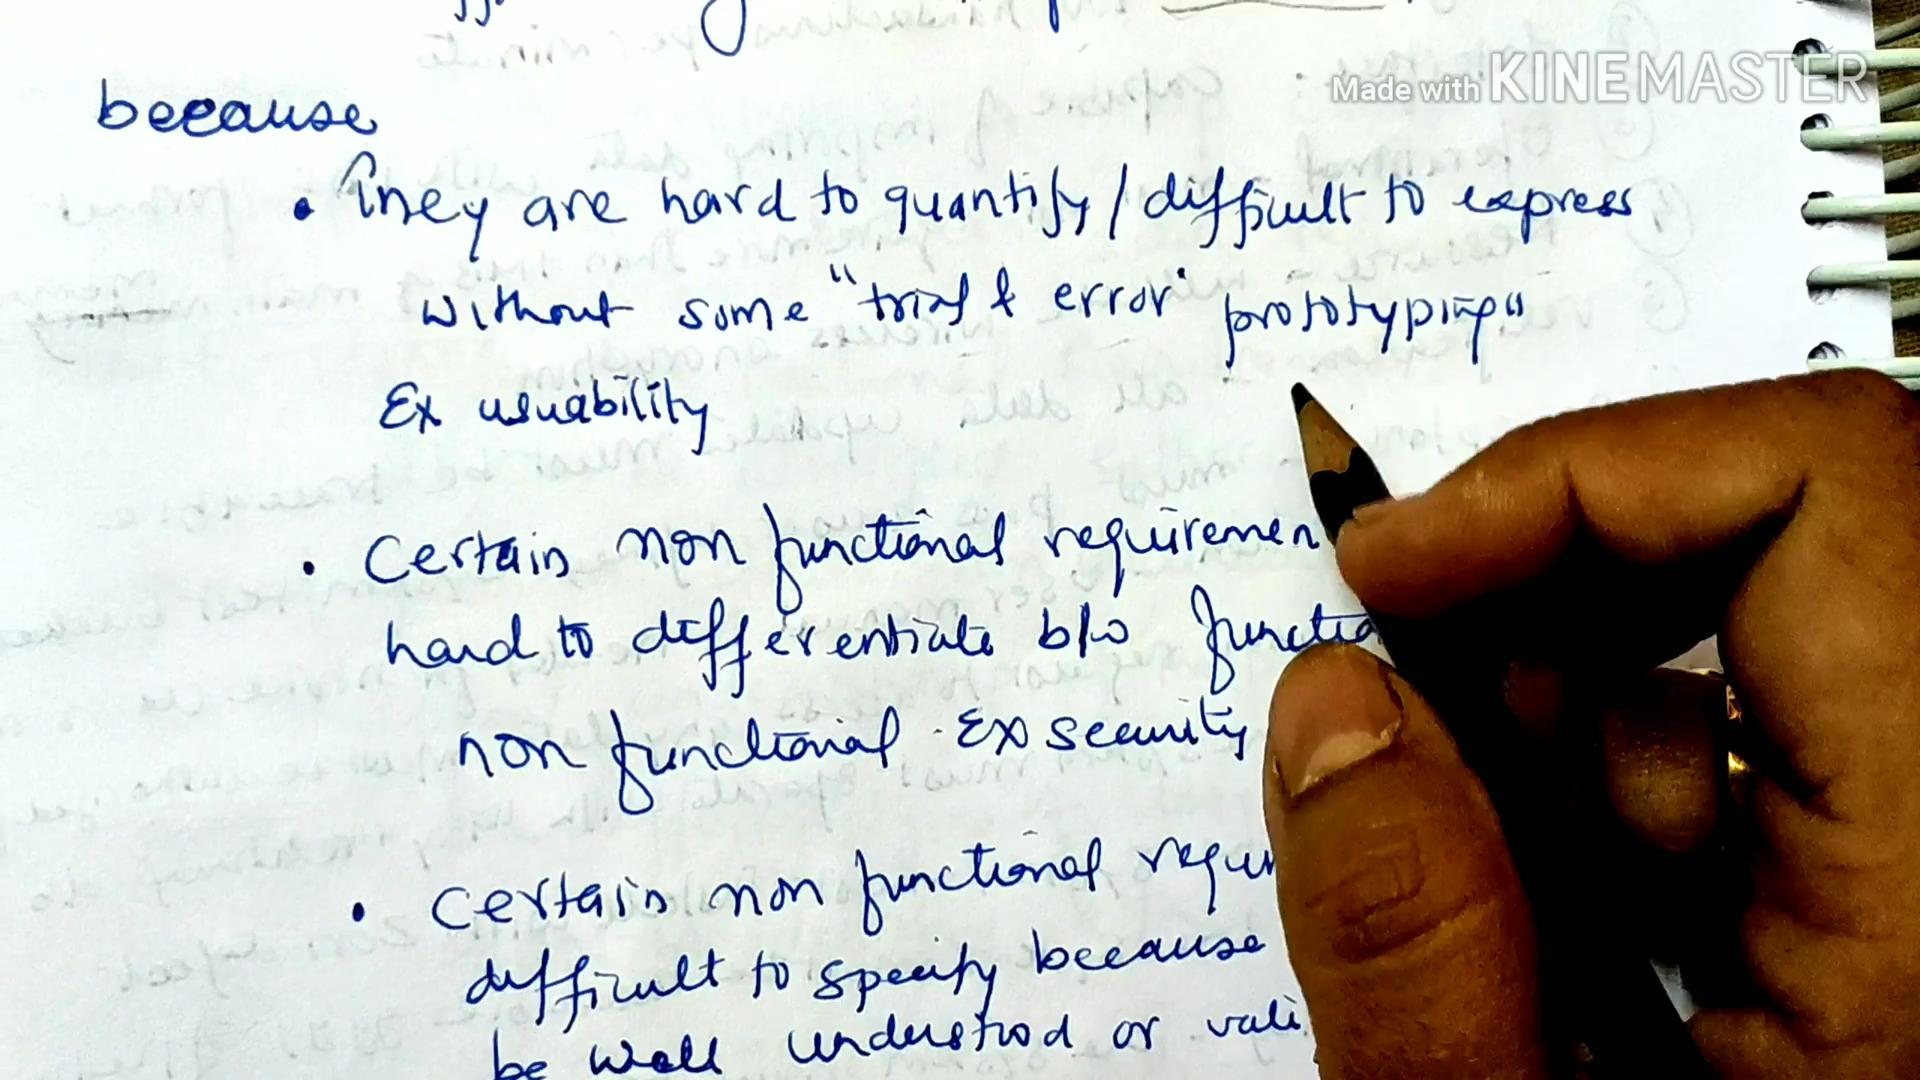 Made with KINEMASTER
because
• They are hard to quantify/difficult to express
without some "trial & error" prototyping"
Ex usuability
• Certain non functional requiremen
hard to differentiate b/w functio
non functional. Ex security
• Certain non functional requir
difficult to specify because
be well understood or vali